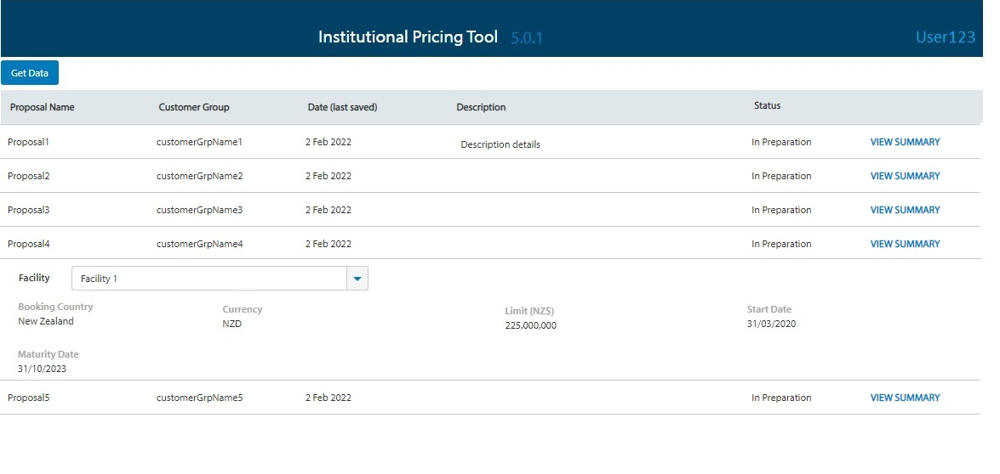 Institutional Pricing Tool 5.0.1 User123
Get Data
Proposal Name Customer Group Date (last saved) Description Status
Proposal1 customerGrpName1 2 Feb 2022 Description details In Preparation VIEW SUMMARY
Proposal2 customerGrpName2 2 Feb 2022 In Preparation VIEW SUMMARY
Proposal3 customerGrpName3 2 Feb 2022 In Preparation VIEW SUMMARY
Proposal4 customerGrpName4 2 Feb 2022 In Preparation VIEW SUMMARY
Facility Facility 1
Booking Country Currency Limit (NZ$) Start Date
New Zealand NZD 225,000,000 31/03/2020
Maturity Date
31/10/2023
Proposal5 customerGrpName5 2 Feb 2022 In Preparation VIEW SUMMARY